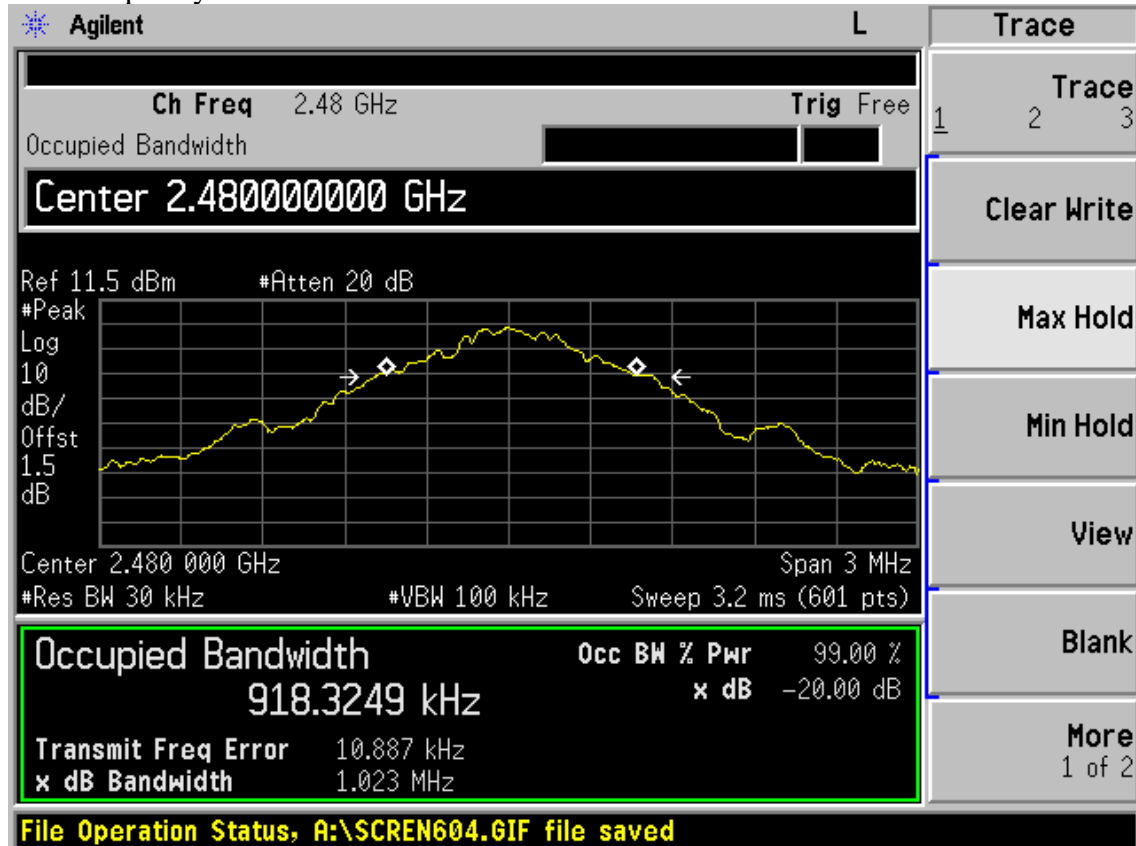 Agilent L Trace
Ch Freq 2.48 GHz Trig Free
Occupied Bandwidth
Center 2.480000000 GHz
Ref 11.5 dBm #Atten 20 dB
#Peak
Log
10
dB/
Offst
1.5
dB
Center 2.480 000 GHz Span 3 MHz
#Res BW 30 kHz #VBW 100 kHz Sweep 3.2 ms (601 pts)
Occupied Bandwidth Occ BW % Pwr 99.00 %
918.3249 kHz x dB -20.00 dB
Transmit Freq Error 10.887 kHz
x dB Bandwidth 1.023 MHz
File Operation Status, A:\SCREN604.GIF file saved
Trace
1 2 3
Clear Write
Max Hold
Min Hold
View
Blank
More
1 of 2